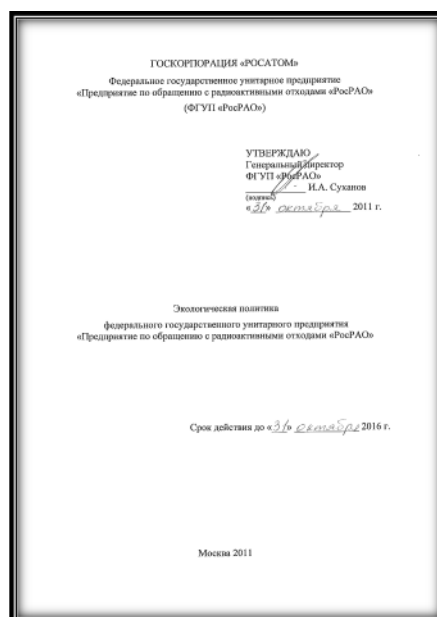 ГОСКОРПОРАЦИЯ «РОСАТОМ»
Федеральное государственное унитарное предприятие
«Предприятие по обращению с радиоактивными отходами «РосРАО»
(ФГУП «РосРАО»)
УТВЕРЖДАЮ
Генеральный директор
ФГУП «РосРАО»
И.А. Суханов
(подпись)
«31» октября 2011 г.
Экологическая политика
федерального государственного унитарного предприятия
«Предприятие по обращению с радиоактивными отходами «РосРАО»
Срок действия до «31» октября 2016 г.
Москва 2011